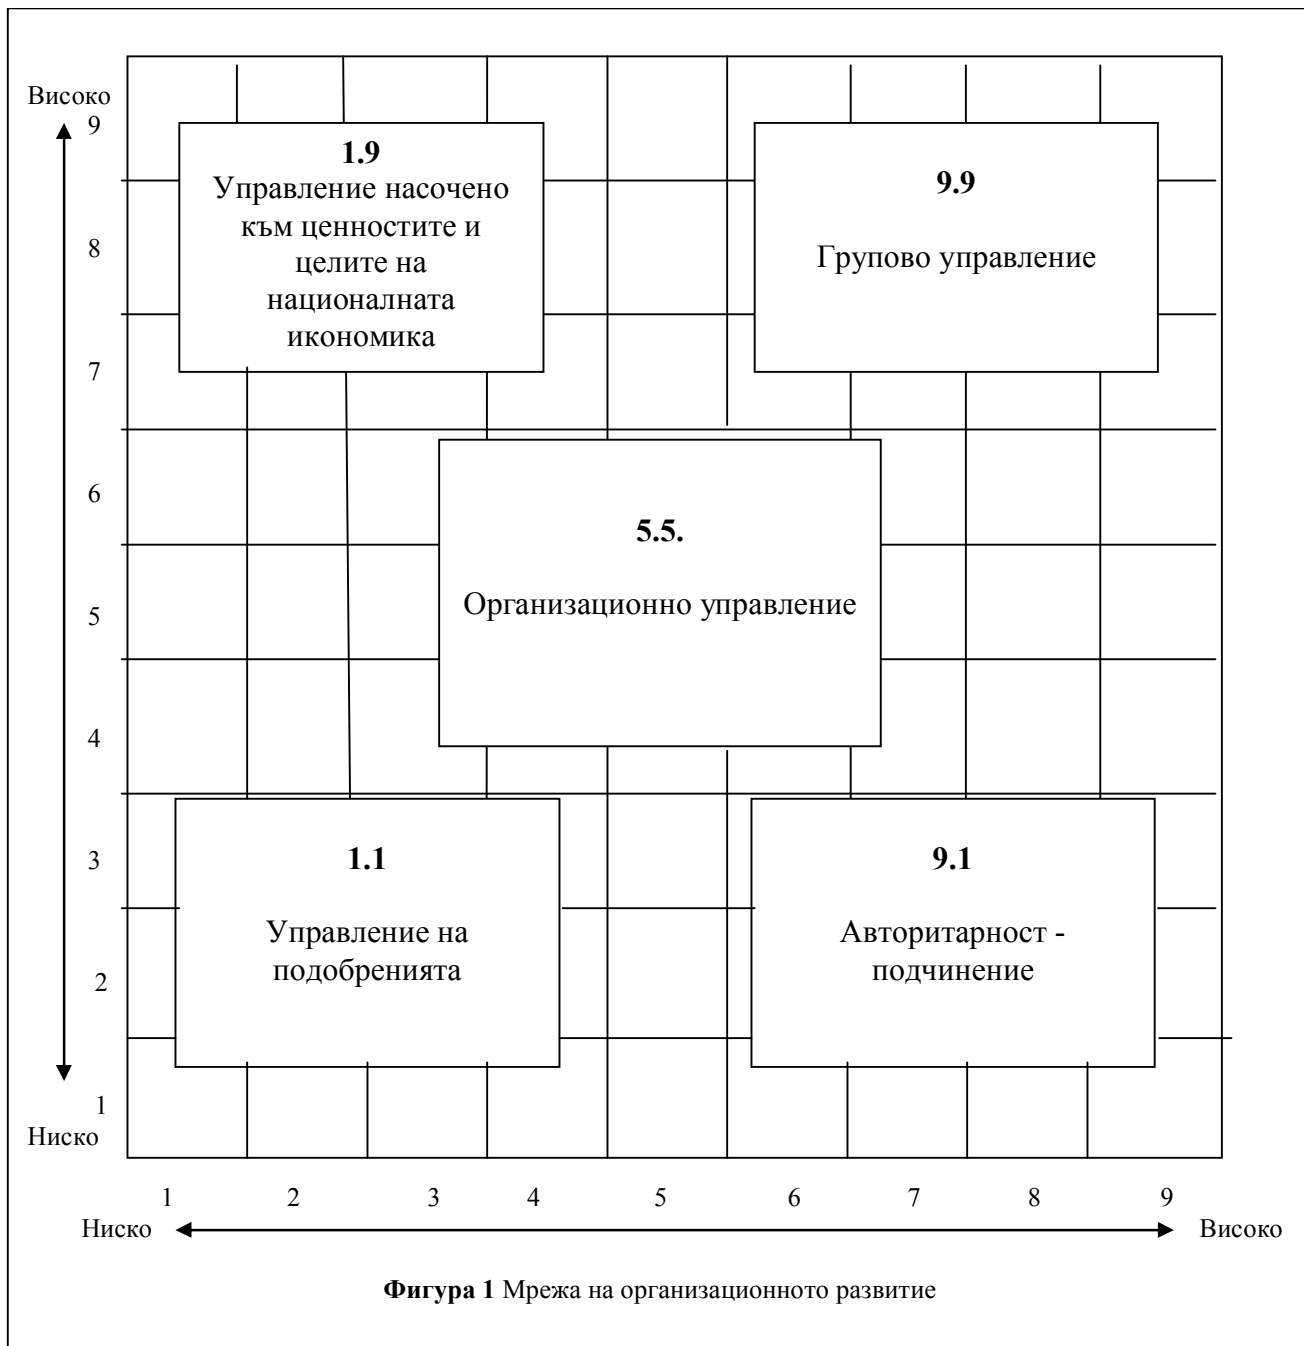 Високо
9
1.9
Управление насочено
към ценностите и
целите на
националната
икономика
9.9
Групово управление
8
7
6
5.5.
Организационно управление
5
4
3
1.1
Управление на
подобренията
9.1
Авторитарност -
подчинение
2
1
Ниско
1 2 3 4 5 6 7 8 9
Ниско Високо
Фигура 1 Мрежа на организационното развитие